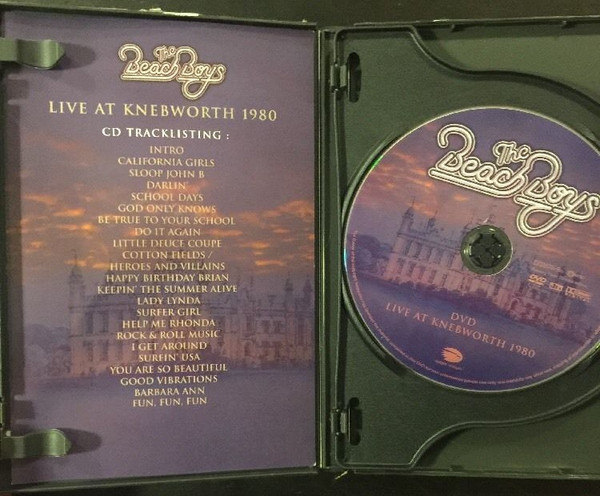 The
Beach Boys
LIVE AT KNEBWORTH 1980
CD TRACKLISTING :
INTRO
CALIFORNIA GIRLS
SLOOP JOHN B
DARLIN'
SCHOOL DAYS
GOD ONLY KNOWS
BE TRUE TO YOUR SCHOOL
DO IT AGAIN
LITTLE DEUCE COUPE
COTTON FIELDS /
HEROES AND VILLAINS
HAPPY BIRTHDAY BRIAN
KEEPIN' THE SUMMER ALIVE
LADY LYNDA
SURFER GIRL
HELP ME RHONDA
ROCK & ROLL MUSIC
I GET AROUND
SURFIN' USA
YOU ARE SO BEAUTIFUL
GOOD VIBRATIONS
BARBARA ANN
FUN, FUN, FUN
The
Beach Boys
DVD
LIVE AT KNEBWORTH 1980